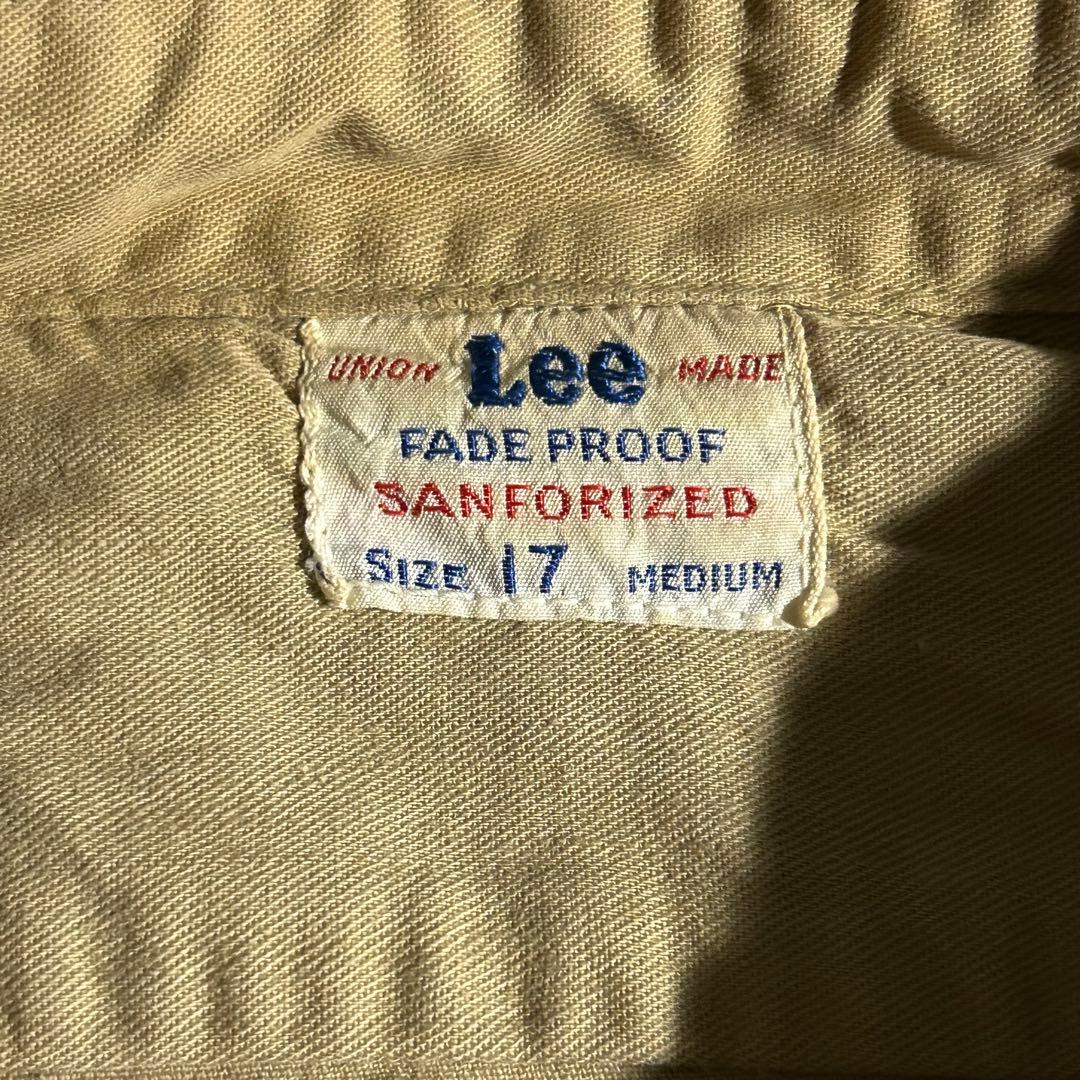 UNION Lee MADE
FADE PROOF
SANFORIZED
SIZE 17 MEDIUM